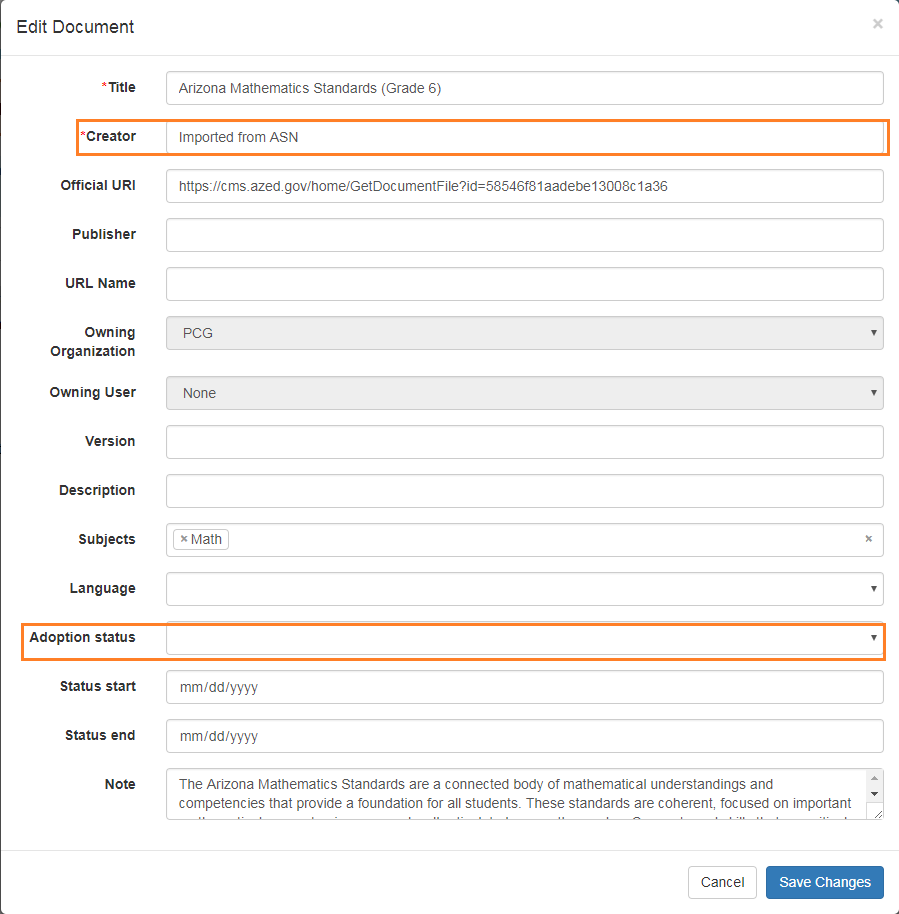 Edit Document
×
*Title
Arizona Mathematics Standards (Grade 6)
*Creator
Imported from ASN
Official URI
https://cms.azed.gov/home/GetDocumentFile?id=58546f81aadebe13008c1a36
Publisher
URL Name
Owning
Organization
PCG
Owning User
None
Version
Description
Subjects
× Math
×
Language
Adoption status
Status start
mm/dd/yyyy
Status end
mm/dd/yyyy
Note
The Arizona Mathematics Standards are a connected body of mathematical understandings and
competencies that provide a foundation for all students. These standards are coherent, focused on important
Cancel
Save Changes